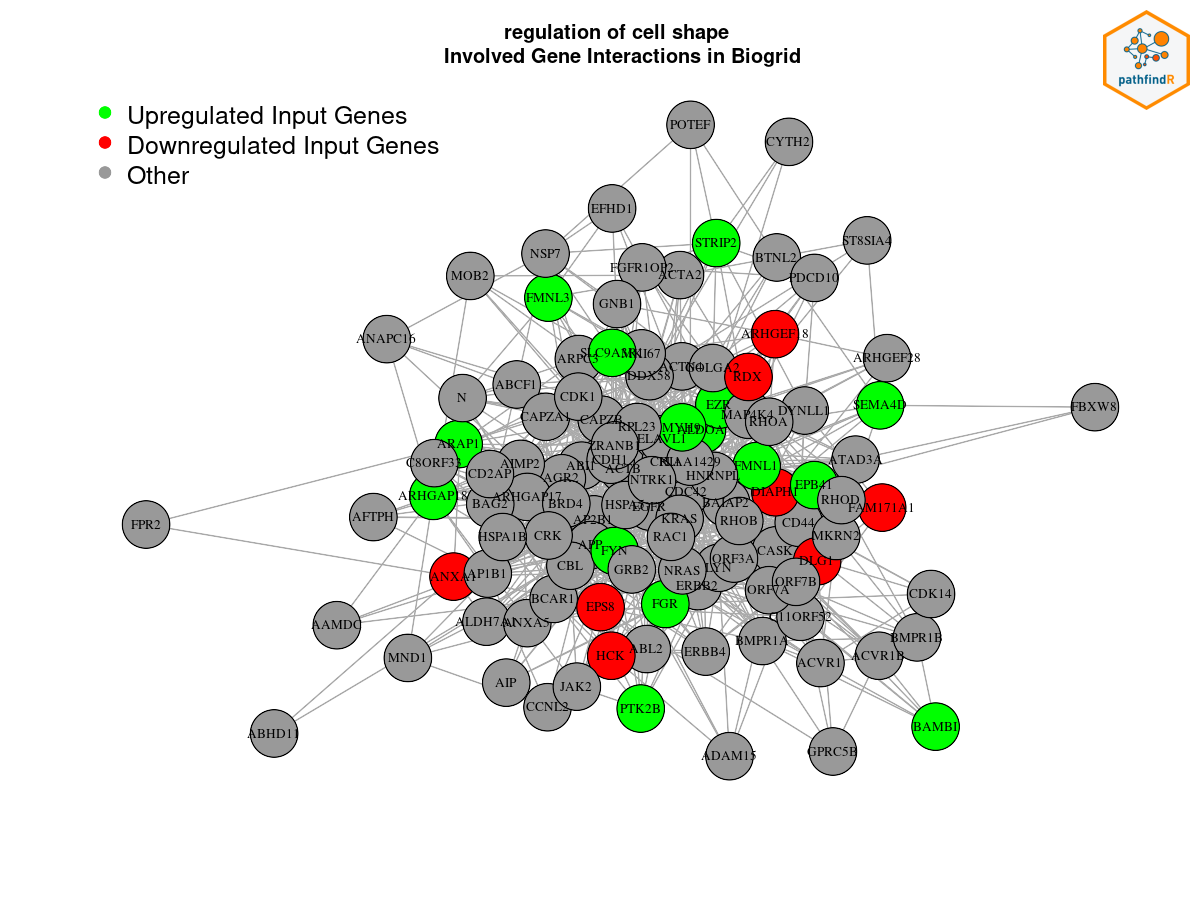 regulation of cell shape
Involved Gene Interactions in Biogrid
pathfindR
Upregulated Input Genes
Downregulated Input Genes
Other
POTEF
CYTH2
EFHD1
STRIP2
ST8SIA4
NSP7
BTNL2
FGFR1OP2
ACTA2
MOB2
PDCD10
FMNL3
GNB1
ARHGEF18
ANAPC16
ARPC3
MKI67
ARHGEF28
ACTN4
GOLGA2
DDX58
RDX
ABCF1
CDK1
N
EZR
SEMA4D
FBXW8
CAPZA1
CAPZB
MAP4K4
DYNLL1
RHOA
RPL23
MYH9
ELAVL1
ARAP1
ZRANB1
C8ORF33
AIMP2
ABI1
CDH1
ACTB
KIAA1429
FMNL1
ATAD3A
CD2AP
AGR2
NTRK1
HNRNPL
EPB41
ARHGAP18
ARHGAP17
CDC42
DIAPH1
RHOD
BAG2
BRD4
HSPA5
EGFR
BAIAP2
FAM171A1
FPR2
AFTPH
AP2B1
KRAS
RHOB
CD44
HSPA1B
CRK
RAC1
MKRN2
APP
FYN
CASK
ORF3A
DLG1
ANXA1
AP1B1
CBL
GRB2
NRAS
LYN
ERBB2
ORF7A
ORF7B
CDK14
BCAR1
EPS8
FGR
C11ORF52
AAMDC
ALDH7A1
ANXA5
BMPR1A
BMPR1B
MND1
HCK
ABL2
ERBB4
ACVR1
ACVR1B
AIP
JAK2
CCNL2
PTK2B
BAMBI
ABHD11
ADAM15
GPRC5B